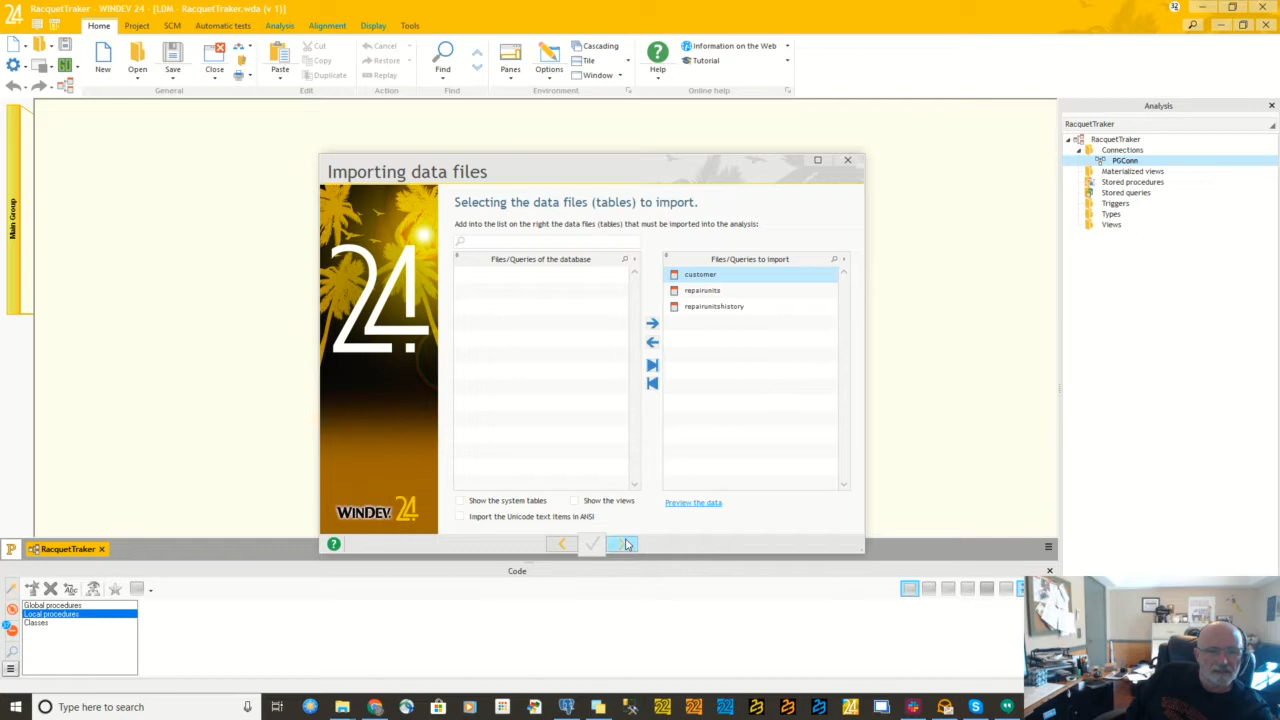 24 RacquetTraker - WINDEV 24 - [LDM - RacquetTraker.wda (v 1)]
32
Home Project SCM Automatic tests Analysis Alignment Display Tools
New Open Save Close
General
Paste
Cut
Copy
Duplicate
Edit
Cancel
Restore
Replay
Action
Find
Find
Panes Options
Cascading
Tile
Window
Environment
Help
Information on the Web
Tutorial
Online help
Main Group
Importing data files
24
WINDEV 24
Selecting the data files (tables) to import.
Add into the list on the right the data files (tables) that must be imported into the analysis:
Files/Queries of the database
Files/Queries to import
customer
repairunits
repairunitshistory
Show the system tables
Show the views
Preview the data
Import the Unicode text items in ANSI
Analysis
RacquetTraker
RacquetTraker
Connections
PGConn
Materialized views
Stored procedures
Stored queries
Triggers
Types
Views
P RacquetTraker
Code
Abc
Global procedures
Local procedures
Classes
Type here to search